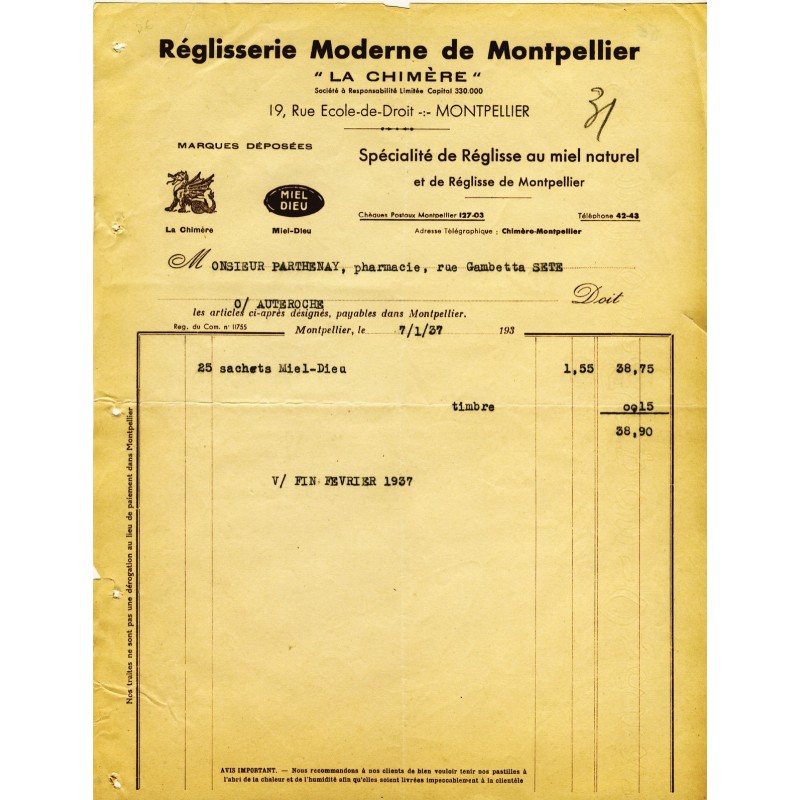 Réglisserie Moderne de Montpellier
"LA CHIMÈRE"
Société à Responsabilité Limitée Capital 330.000
19, Rue Ecole-de-Droit -:- MONTPELLIER
31
MARQUES DÉPOSÉES
Spécialité de Réglisse au miel naturel
et de Réglisse de Montpellier
MIEL
DIEU
Chèques Postaux Montpellier 127-03 Téléphone 42-43
La Chimère Miel-Dieu Adresse Télégraphique : Chimère-Montpellier
MONSIEUR PARTHENAY, pharmacie, rue Gambetta SETE
O/ AUTEROCHE Doit
les articles ci-après désignés, payables dans Montpellier.
Reg. du Com. n° 11755 Montpellier, le 7/1/37 193
25 sachets Miel-Dieu 1,55 38,75
timbre 0915
38,90
V/ FIN FEVRIER 1937
Nos traites ne sont pas une dérogation au lieu de paiement dans Montpellier
AVIS IMPORTANT. — Nous recommandons à nos clients de bien vouloir tenir nos pastilles à
l'abri de la chaleur et de l'humidité afin qu'elles soient livrées impeccablement à la clientèle